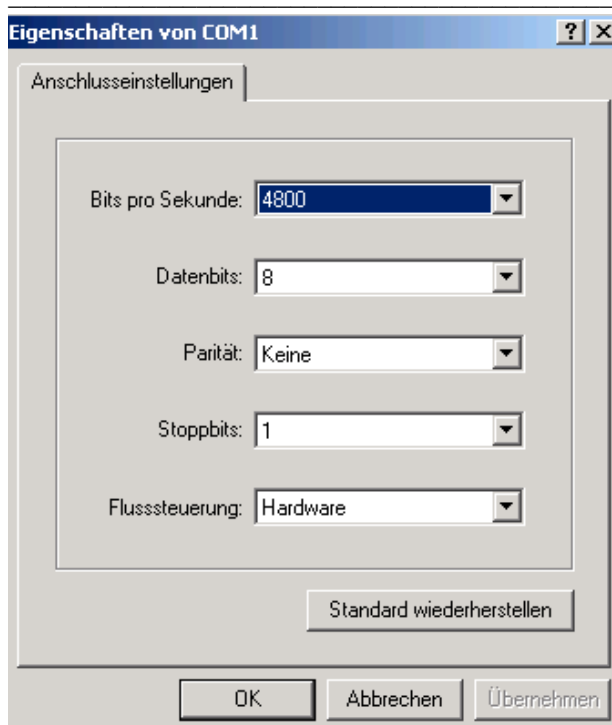 Eigenschaften von COM1
Anschlusseinstellungen
Bits pro Sekunde: 4800
Datenbits: 8
Parität: Keine
Stoppbits: 1
Flusssteuerung: Hardware
Standard wiederherstellen
OK Abbrechen Übernehmen